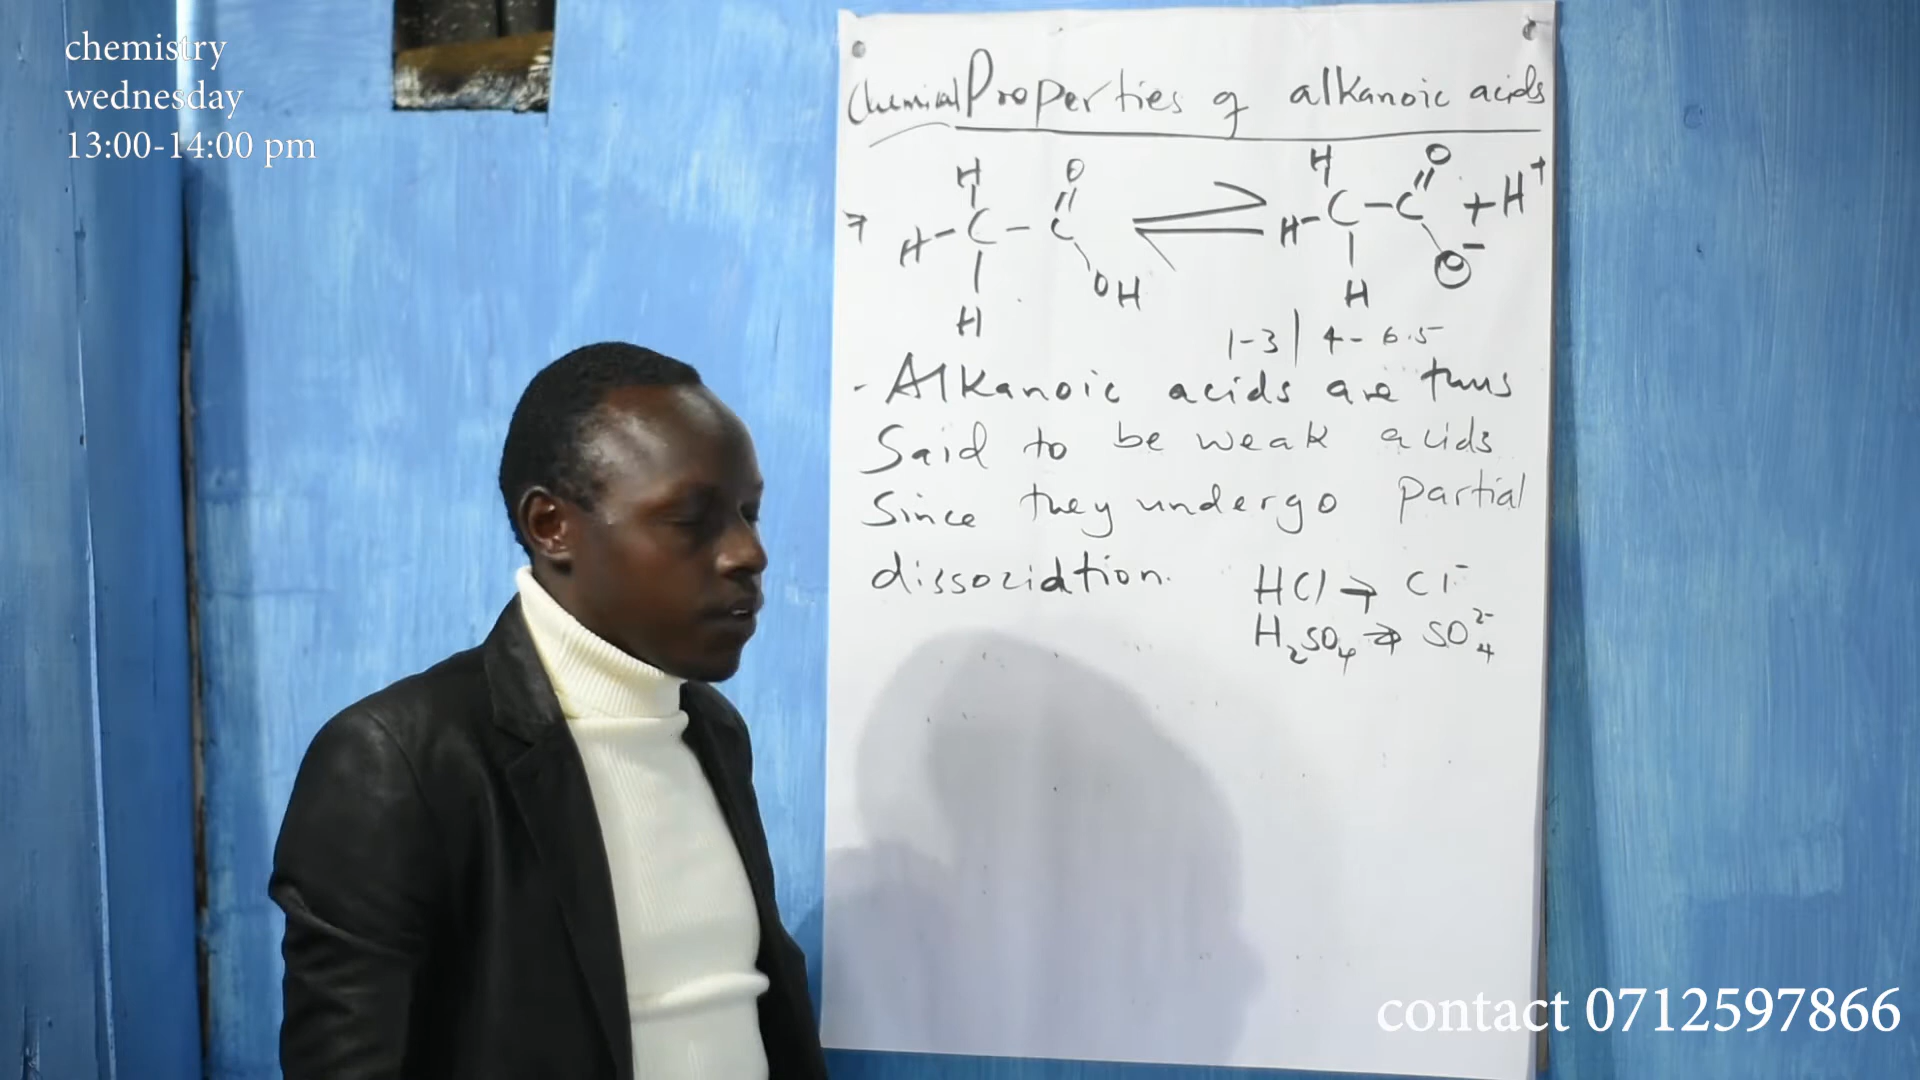 chemistry
wednesday
13:00-14:00 pm
Chemical Properties of alkanoic acids
H O H O
H-C-C ⇌ H-C-C + H⁺
OH O⁻
H H
1-3 | 4-6.5
- Alkanoic acids are thus
Said to be weak acids
Since they undergo partial
dissociation.
HCl → Cl⁻
H₂SO₄ → SO₄²⁻
contact 0712597866